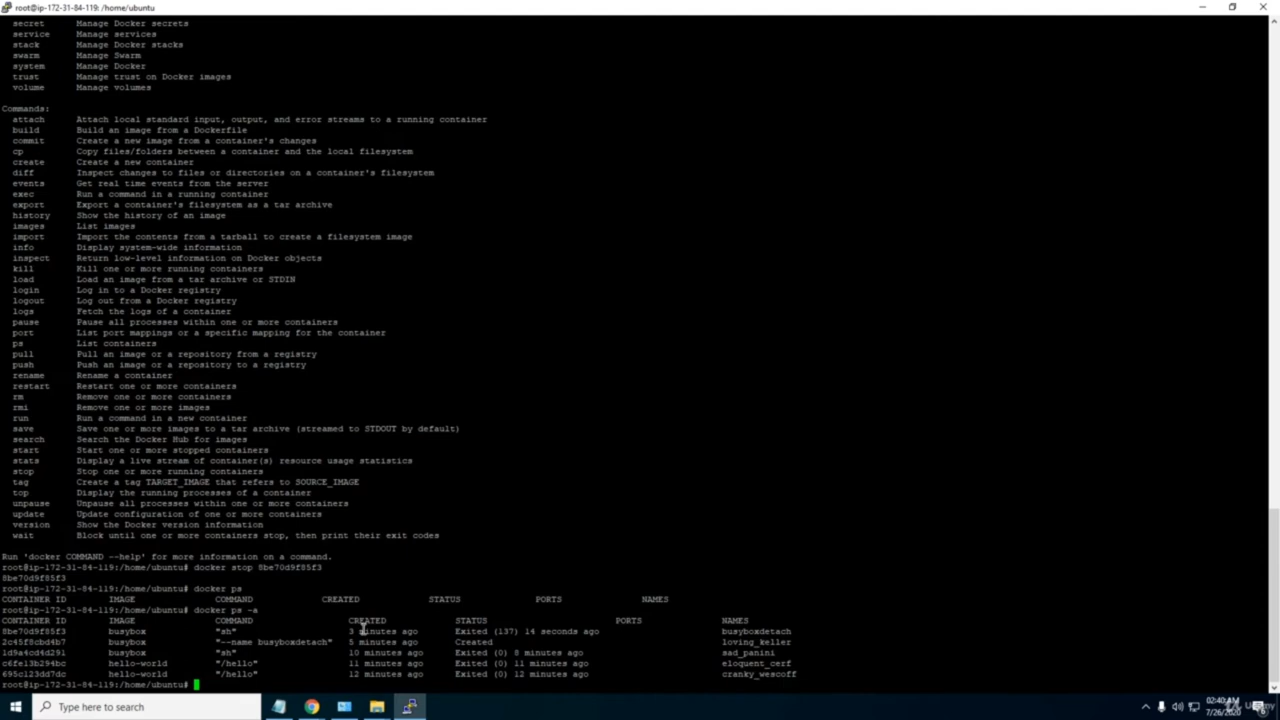 root@ip-172-31-84-119: /home/ubuntu
secret Manage Docker secrets
service Manage services
stack Manage Docker stacks
swarm Manage Swarm
system Manage Docker
trust Manage trust on Docker images
volume Manage volumes
Commands:
attach Attach local standard input, output, and error streams to a running container
build Build an image from a Dockerfile
commit Create a new image from a container's changes
cp Copy files/folders between a container and the local filesystem
create Create a new container
diff Inspect changes to files or directories on a container's filesystem
events Get real time events from the server
exec Run a command in a running container
export Export a container's filesystem as a tar archive
history Show the history of an image
images List images
import Import the contents from a tarball to create a filesystem image
info Display system-wide information
inspect Return low-level information on Docker objects
kill Kill one or more running containers
load Load an image from a tar archive or STDIN
login Log in to a Docker registry
logout Log out from a Docker registry
logs Fetch the logs of a container
pause Pause all processes within one or more containers
port List port mappings or a specific mapping for the container
ps List containers
pull Pull an image or a repository from a registry
push Push an image or a repository to a registry
rename Rename a container
restart Restart one or more containers
rm Remove one or more containers
rmi Remove one or more images
run Run a command in a new container
save Save one or more images to a tar archive (streamed to STDOUT by default)
search Search the Docker Hub for images
start Start one or more stopped containers
stats Display a live stream of container(s) resource usage statistics
stop Stop one or more running containers
tag Create a tag TARGET_IMAGE that refers to SOURCE_IMAGE
top Display the running processes of a container
unpause Unpause all processes within one or more containers
update Update configuration of one or more containers
version Show the Docker version information
wait Block until one or more containers stop, then print their exit codes
Run 'docker COMMAND --help' for more information on a command.
root@ip-172-31-84-119:/home/ubuntu# docker stop 8be70d9f85f3
8be70d9f85f3
root@ip-172-31-84-119:/home/ubuntu# docker ps
CONTAINER ID IMAGE COMMAND CREATED STATUS PORTS NAMES
root@ip-172-31-84-119:/home/ubuntu# docker ps -a
CONTAINER ID IMAGE COMMAND CREATED STATUS PORTS NAMES
8be70d9f85f3 busybox "sh" 3 minutes ago Exited (137) 14 seconds ago busyboxdetach
2c45f8cbd4b7 busybox "--name busyboxdetach" 5 minutes ago Created loving_keller
1d9a4cd4d291 busybox "sh" 10 minutes ago Exited (0) 8 minutes ago sad_panini
c6fe13b294bc hello-world "/hello" 11 minutes ago Exited (0) 11 minutes ago eloquent_cerf
695c123dd7dc hello-world "/hello" 12 minutes ago Exited (0) 12 minutes ago cranky_wescoff
root@ip-172-31-84-119:/home/ubuntu#
Type here to search
02:40 AM
7/26/2020